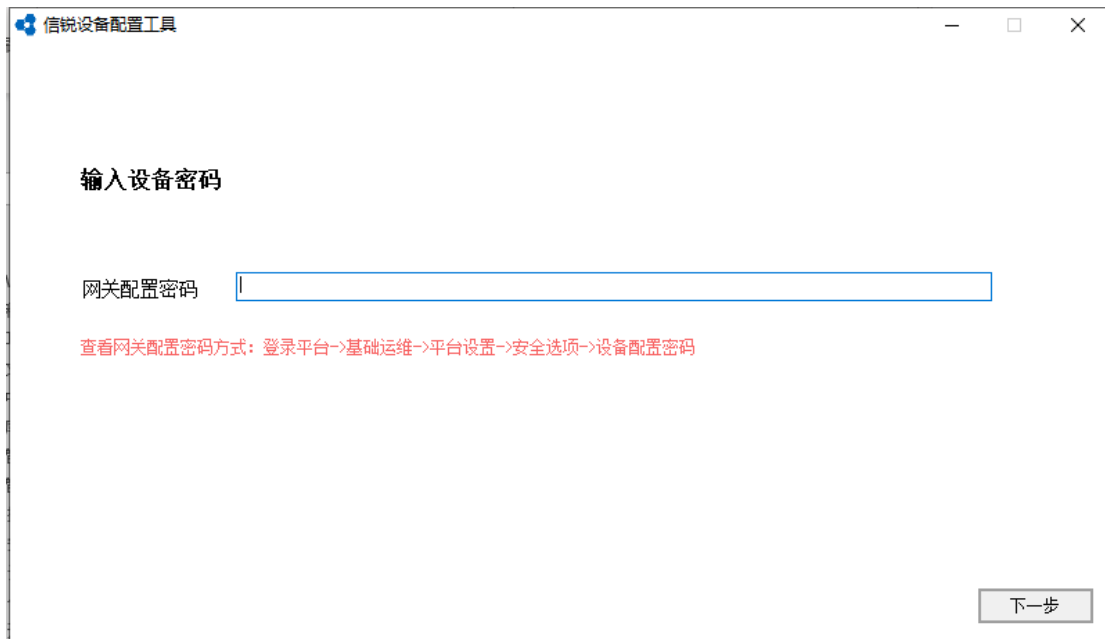 信锐设备配置工具
输入设备密码
网关配置密码
查看网关配置密码方式：登录平台->基础运维->平台设置->安全选项->设备配置密码
下一步